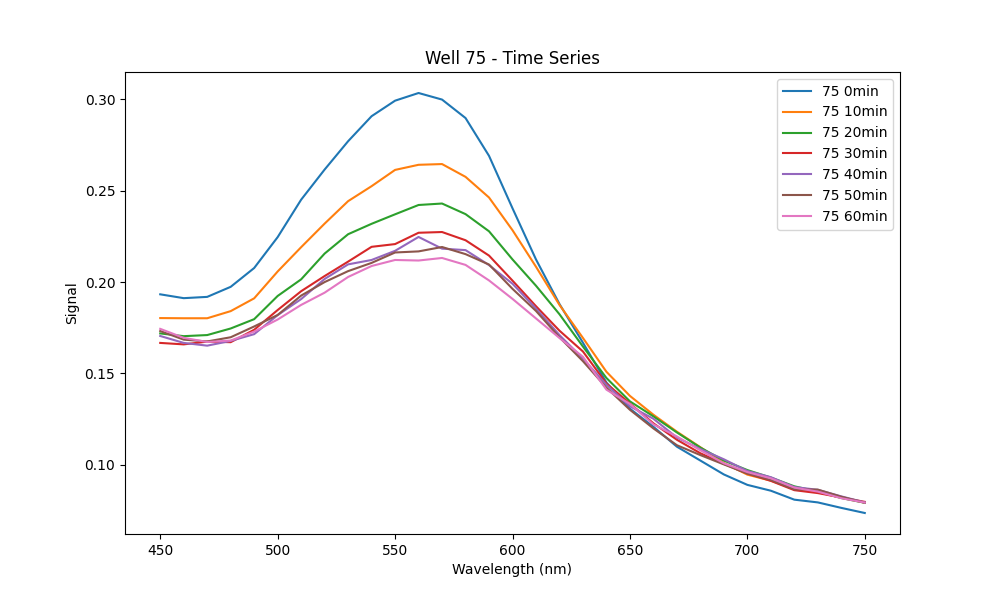 Well 75 - Time Series
Signal
0.30
0.25
0.20
0.15
0.10
75 0min
75 10min
75 20min
75 30min
75 40min
75 50min
75 60min
450 500 550 600 650 700 750
Wavelength (nm)